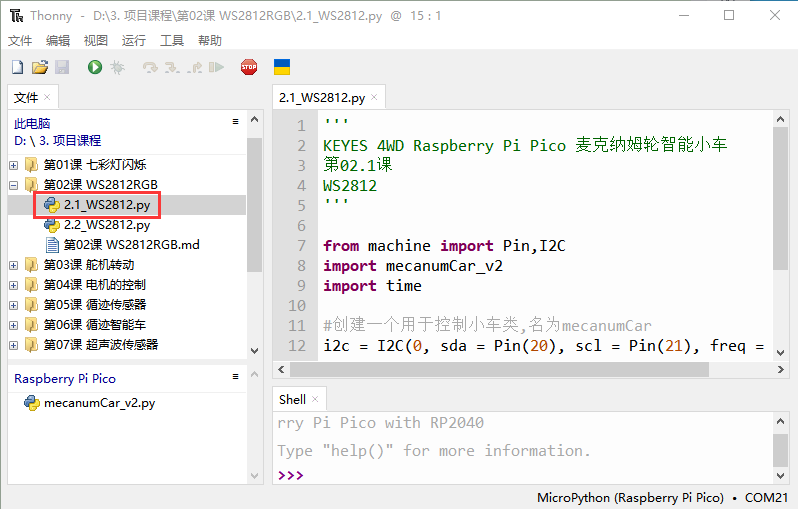 Thonny - D:\3. 项目课程\第02课 WS2812RGB\2.1_WS2812.py @ 15 : 1
文件 编辑 视图 运行 工具 帮助
STOP
文件 ×
此电脑
D: \ 3. 项目课程
第01课 七彩灯闪烁
第02课 WS2812RGB
2.1_WS2812.py
2.2_WS2812.py
第02课 WS2812RGB.md
第03课 舵机转动
第04课 电机的控制
第05课 循迹传感器
第06课 循迹智能车
第07课 超声波传感器
Raspberry Pi Pico
mecanumCar_v2.py
2.1_WS2812.py ×
1 '''
2 KEYES 4WD Raspberry Pi Pico 麦克纳姆轮智能小车
3 第02.1课
4 WS2812
5 '''
6
7 from machine import Pin,I2C
8 import mecanumCar_v2
9 import time
10
11 #创建一个用于控制小车类,名为mecanumCar
12 i2c = I2C(0, sda = Pin(20), scl = Pin(21), freq =
Shell ×
rry Pi Pico with RP2040
Type "help()" for more information.
>>>
MicroPython (Raspberry Pi Pico) • COM21